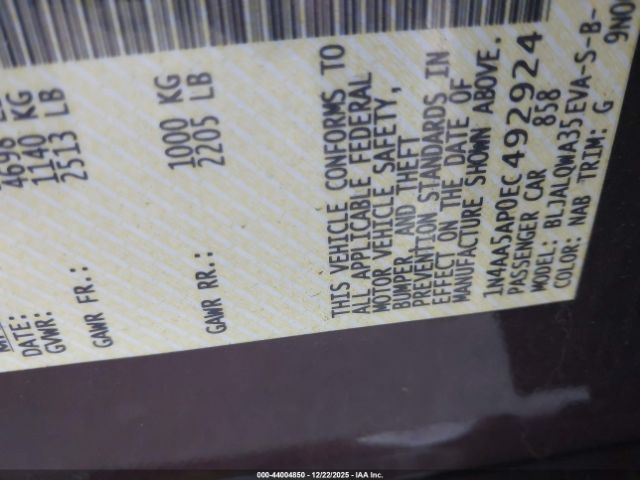 DATE:
GVWR: 4698
GAWR FR.: 1140 KG
2513 LB
GAWR RR.: 1000 KG
2205 LB
THIS VEHICLE CONFORMS TO
ALL APPLICABLE FEDERAL
MOTOR VEHICLE SAFETY,
BUMPER AND THEFT
PREVENTION STANDARDS IN
EFFECT ON THE DATE OF
MANUFACTURE SHOWN ABOVE.
1N4AA5AP0EC492924
PASSENGER CAR 858
MODEL: BLJALQWA35EVA-S-B-
COLOR: NAB TRIM: G
9N0
000-44004850 | 12/22/2025 | IAA Inc.